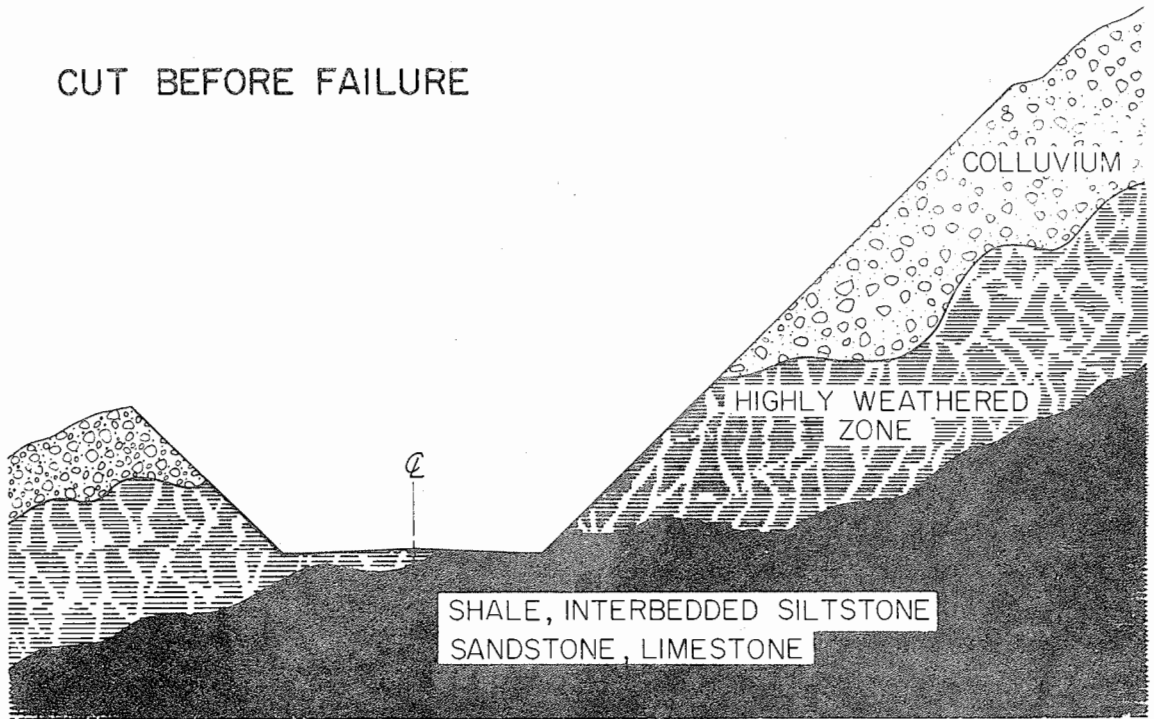 CUT BEFORE FAILURE
COLLUVIUM
HIGHLY WEATHERED
ZONE
℄
SHALE, INTERBEDDED SILTSTONE
SANDSTONE, LIMESTONE